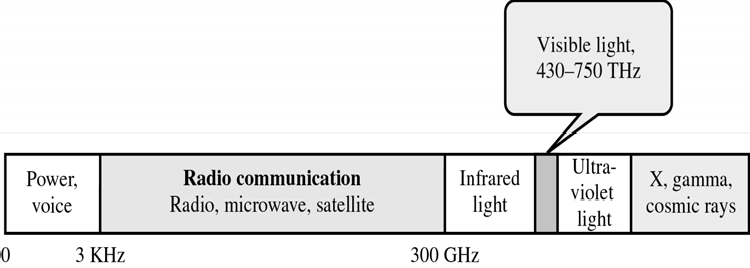 Visible light,
430–750 THz
Power,
voice
Radio communication
Radio, microwave, satellite
Infrared
light
Ultra-
violet
light
X, gamma,
cosmic rays
0
3 KHz
300 GHz